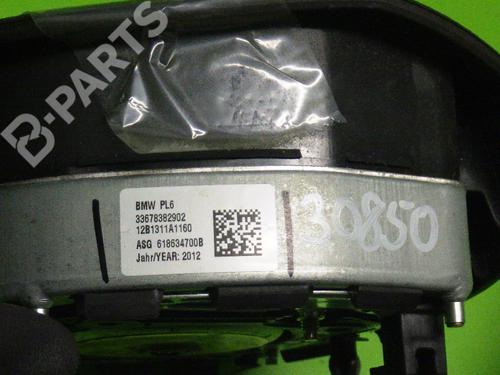 B-PARTS
BMW PL6
33678382902
12B1311A1160
ASG 618634700B
Jahr/YEAR: 2012
30850